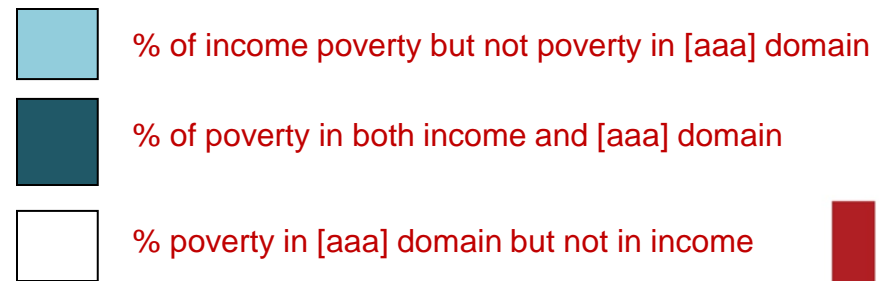 % of income poverty but not poverty in [aaa] domain
% of poverty in both income and [aaa] domain
% poverty in [aaa] domain but not in income